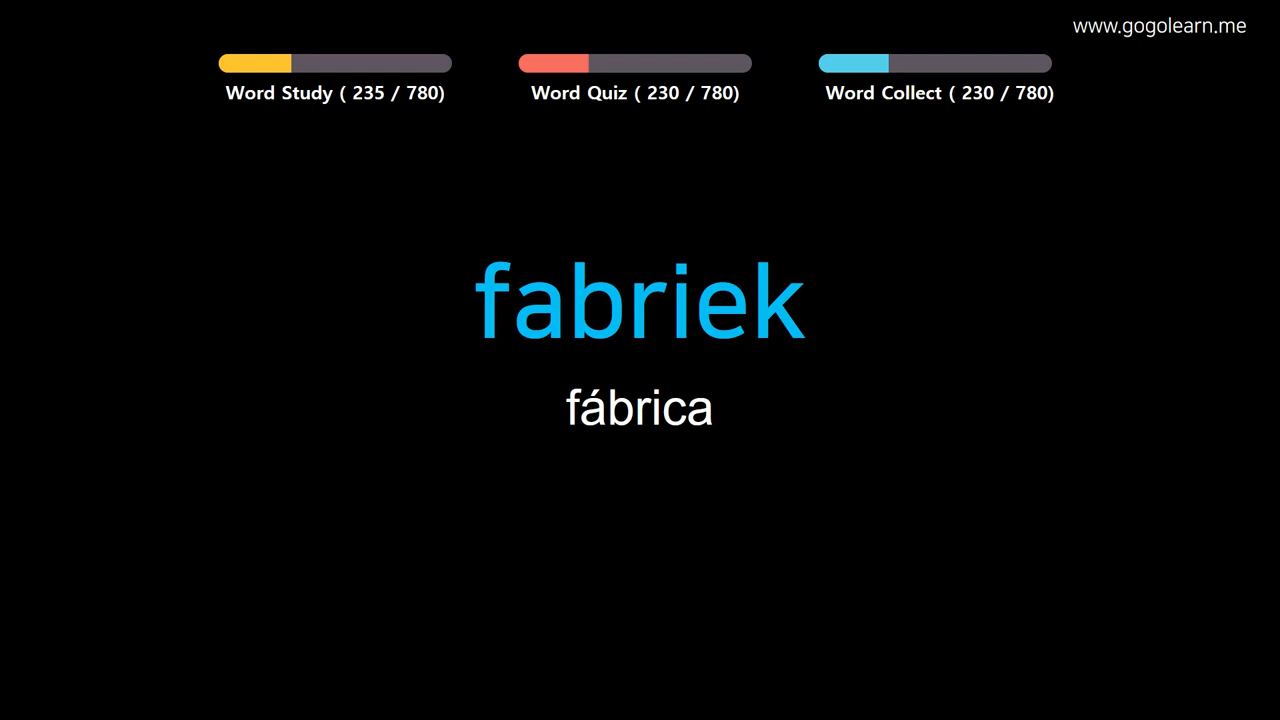 www.gogolearn.me
Word Study ( 235 / 780)
Word Quiz ( 230 / 780)
Word Collect ( 230 / 780)
fabriek
fábrica